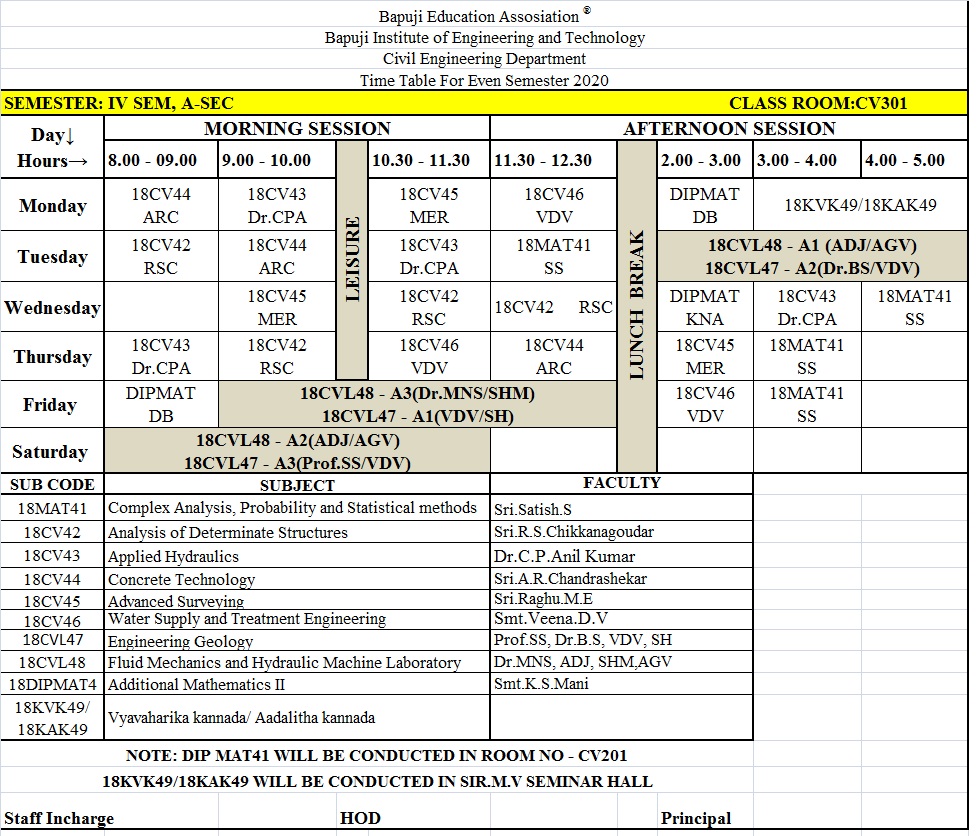 Bapuji Education Assosiation ®
Bapuji Institute of Engineering and Technology
Civil Engineering Department
Time Table For Even Semester 2020
SEMESTER: IV SEM, A-SEC CLASS ROOM:CV301
Day↓ MORNING SESSION AFTERNOON SESSION
Hours→ 8.00 - 09.00 9.00 - 10.00 LEISURE 10.30 - 11.30 11.30 - 12.30 LUNCH BREAK 2.00 - 3.00 3.00 - 4.00 4.00 - 5.00
Monday 18CV44 18CV43 18CV45 18CV46 DIPMAT 18KVK49/18KAK49
ARC Dr.CPA MER VDV DB
Tuesday 18CV42 18CV44 18CV43 18MAT41 18CVL48 - A1 (ADJ/AGV)
RSC ARC Dr.CPA SS 18CVL47 - A2(Dr.BS/VDV)
Wednesday 18CV45 18CV42 18CV42 RSC DIPMAT 18CV43 18MAT41
MER RSC KNA Dr.CPA SS
Thursday 18CV43 18CV42 18CV46 18CV44 18CV45 18MAT41
Dr.CPA RSC VDV ARC MER SS
Friday DIPMAT 18CVL48 - A3(Dr.MNS/SHM) 18CV46 18MAT41
DB 18CVL47 - A1(VDV/SH) VDV SS
Saturday 18CVL48 - A2(ADJ/AGV)
18CVL47 - A3(Prof.SS/VDV)
SUB CODE SUBJECT FACULTY
18MAT41 Complex Analysis, Probability and Statistical methods Sri.Satish.S
18CV42 Analysis of Determinate Structures Sri.R.S.Chikkanagoudar
18CV43 Applied Hydraulics Dr.C.P.Anil Kumar
18CV44 Concrete Technology Sri.A.R.Chandrashekar
18CV45 Advanced Surveying Sri.Raghu.M.E
18CV46 Water Supply and Treatment Engineering Smt.Veena.D.V
18CVL47 Engineering Geology Prof.SS, Dr.B.S, VDV, SH
18CVL48 Fluid Mechanics and Hydraulic Machine Laboratory Dr.MNS, ADJ, SHM,AGV
18DIPMAT4 Additional Mathematics II Smt.K.S.Mani
18KVK49/
18KAK49 Vyavaharika kannada/ Aadalitha kannada
NOTE: DIP MAT41 WILL BE CONDUCTED IN ROOM NO - CV201
18KVK49/18KAK49 WILL BE CONDUCTED IN SIR.M.V SEMINAR HALL
Staff Incharge HOD Principal